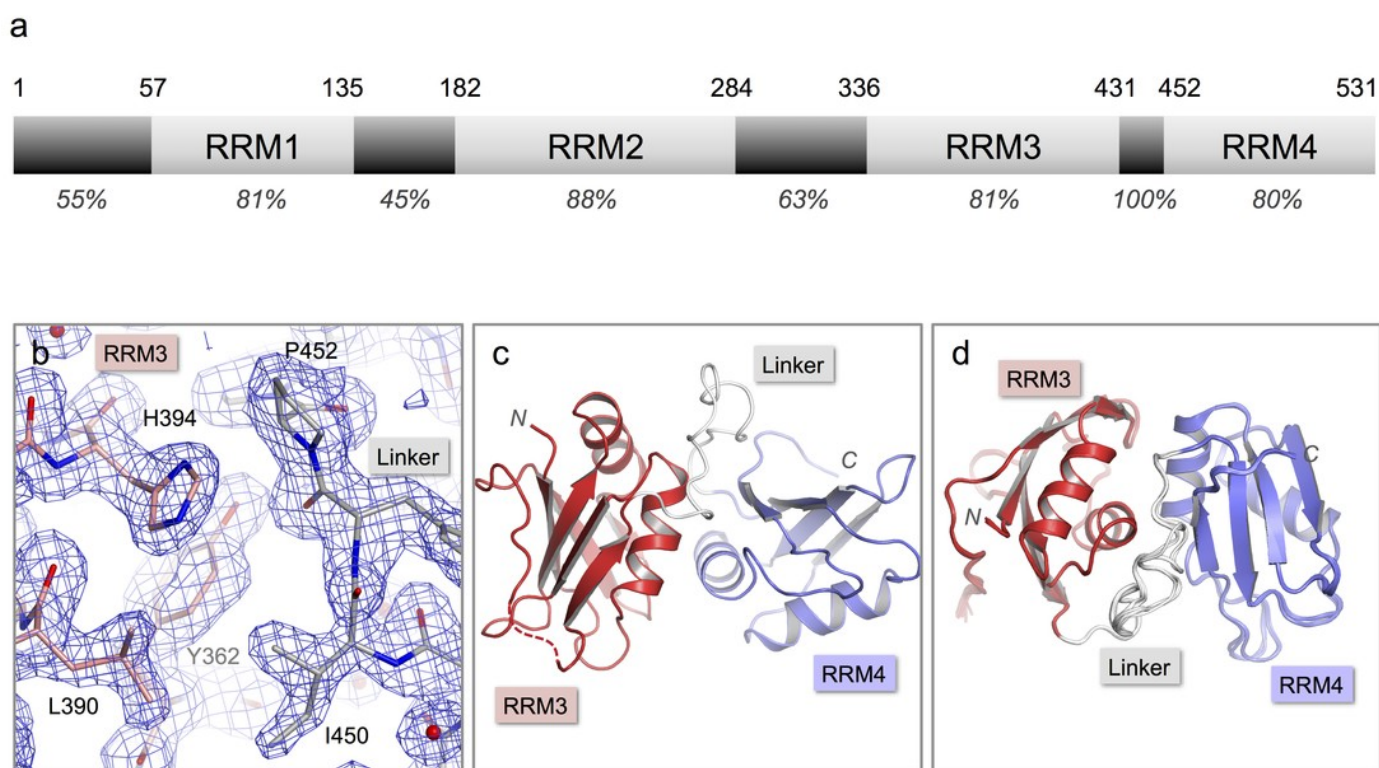 a
1 57 135 182 284 336 431 452 531
RRM1 RRM2 RRM3 RRM4
55% 81% 45% 88% 63% 81% 100% 80%
b
RRM3
P452
H394
Linker
Y362
L390
I450
c
Linker
N
C
RRM4
RRM3
d
RRM3
C
N
Linker
RRM4